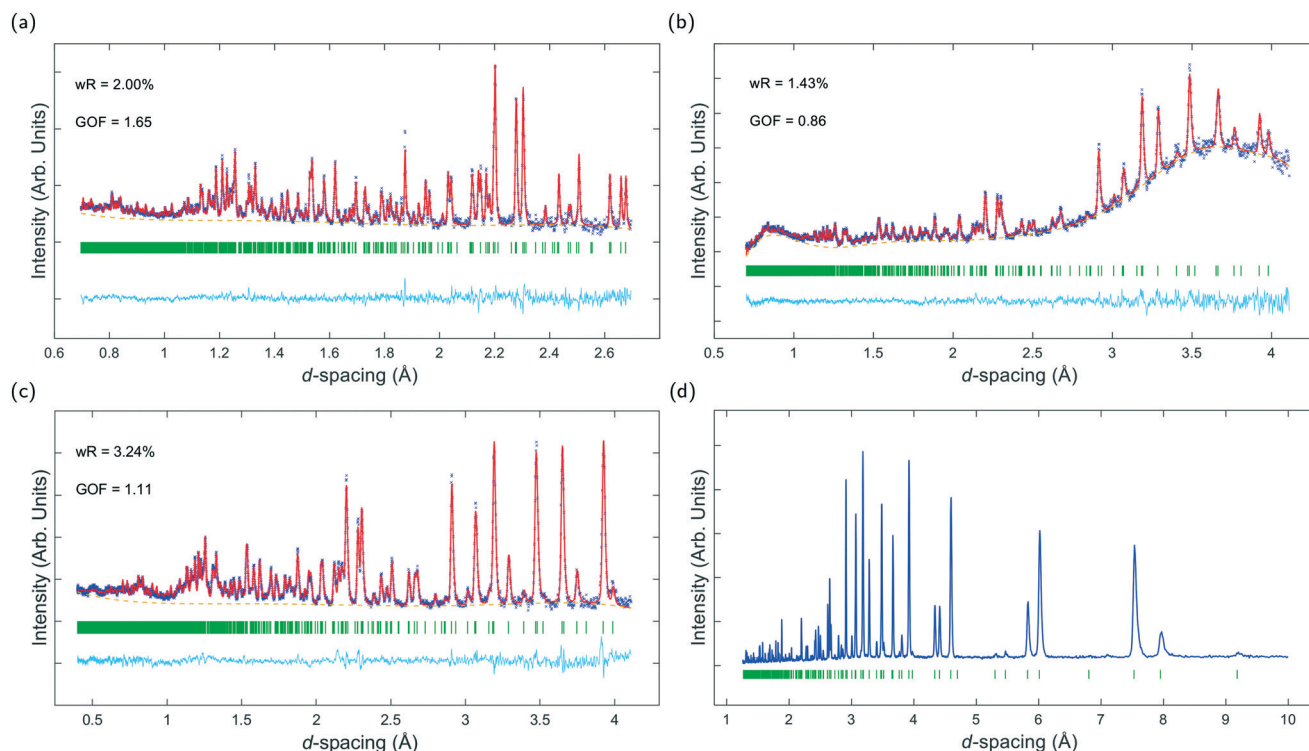 (a)
wR = 2.00%
GOF = 1.65
Intensity (Arb. Units)
0.6 0.8 1 1.2 1.4 1.6 1.8 2 2.2 2.4 2.6
d-spacing (Å)
(b)
wR = 1.43%
GOF = 0.86
Intensity (Arb. Units)
0.5 1 1.5 2 2.5 3 3.5 4
d-spacing (Å)
(c)
wR = 3.24%
GOF = 1.11
Intensity (Arb. Units)
0.5 1 1.5 2 2.5 3 3.5 4
d-spacing (Å)
(d)
Intensity (Arb. Units)
1 2 3 4 5 6 7 8 9 10
d-spacing (Å)